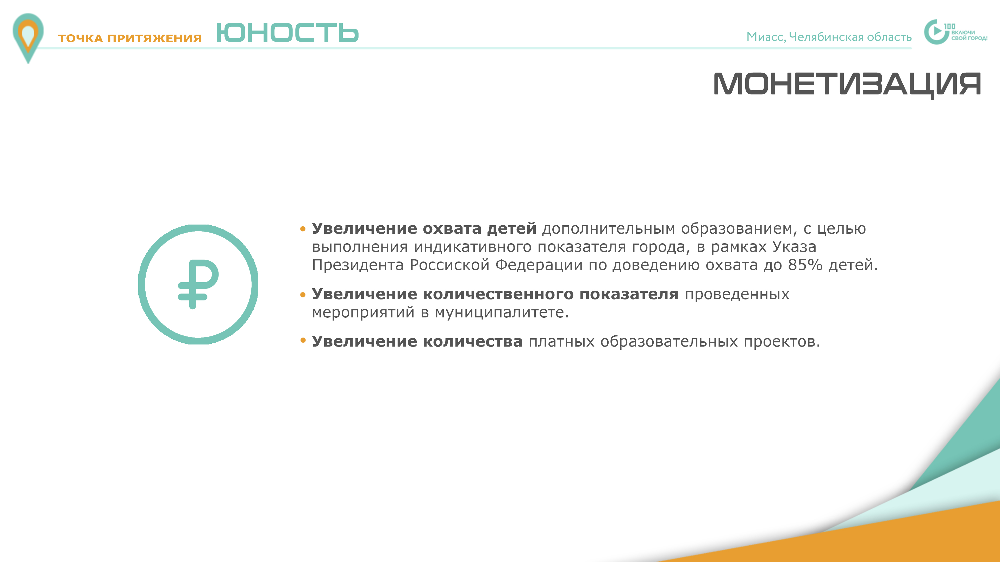 ТОЧКА ПРИТЯЖЕНИЯ ЮНОСТЬ
Миасс, Челябинская область
100
ВКЛЮЧИ
СВОЙ ГОРОД!
МОНЕТИЗАЦИЯ
• Увеличение охвата детей дополнительным образованием, с целью
выполнения индикативного показателя города, в рамках Указа
Президента Россиской Федерации по доведению охвата до 85% детей.
• Увеличение количественного показателя проведенных
мероприятий в муниципалитете.
• Увеличение количества платных образовательных проектов.